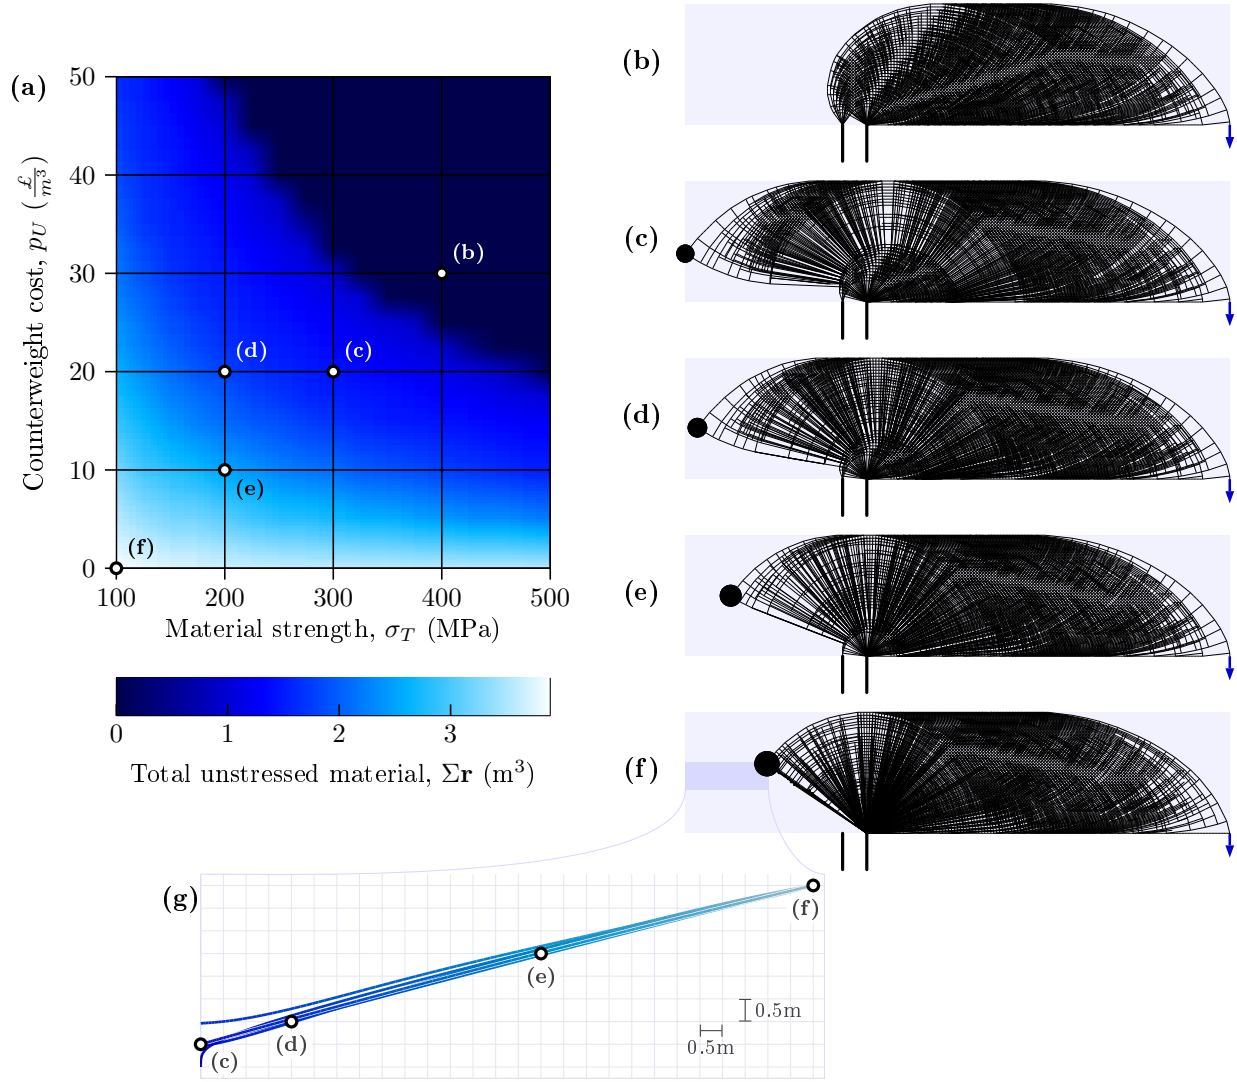 (a)
50
40
30
20
10
0
Counterweight cost, p_U (£/m³)
(b)
(d)
(c)
(e)
(f)
100 200 300 400 500
Material strength, σ_T (MPa)
0 1 2 3
Total unstressed material, Σr (m³)
(b)
(c)
(d)
(e)
(f)
(g)
(f)
(e)
(d)
(c)
0.5m
0.5m